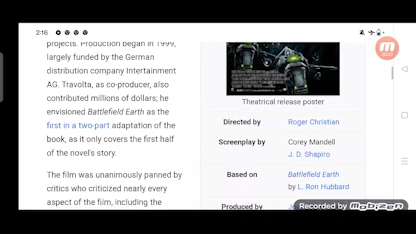 2:16
projects. Production began in 1999,
largely funded by the German
distribution company Intertainment
AG. Travolta, as co-producer, also
contributed millions of dollars; he
envisioned Battlefield Earth as the
first in a two-part adaptation of the
book, as it only covers the first half
of the novel's story.
The film was unanimously panned by
critics who criticized nearly every
aspect of the film, including the
Theatrical release poster
Directed by Roger Christian
Screenplay by Corey Mandell
J. D. Shapiro
Based on Battlefield Earth
by L. Ron Hubbard
Produced by
Recorded by Mobizen